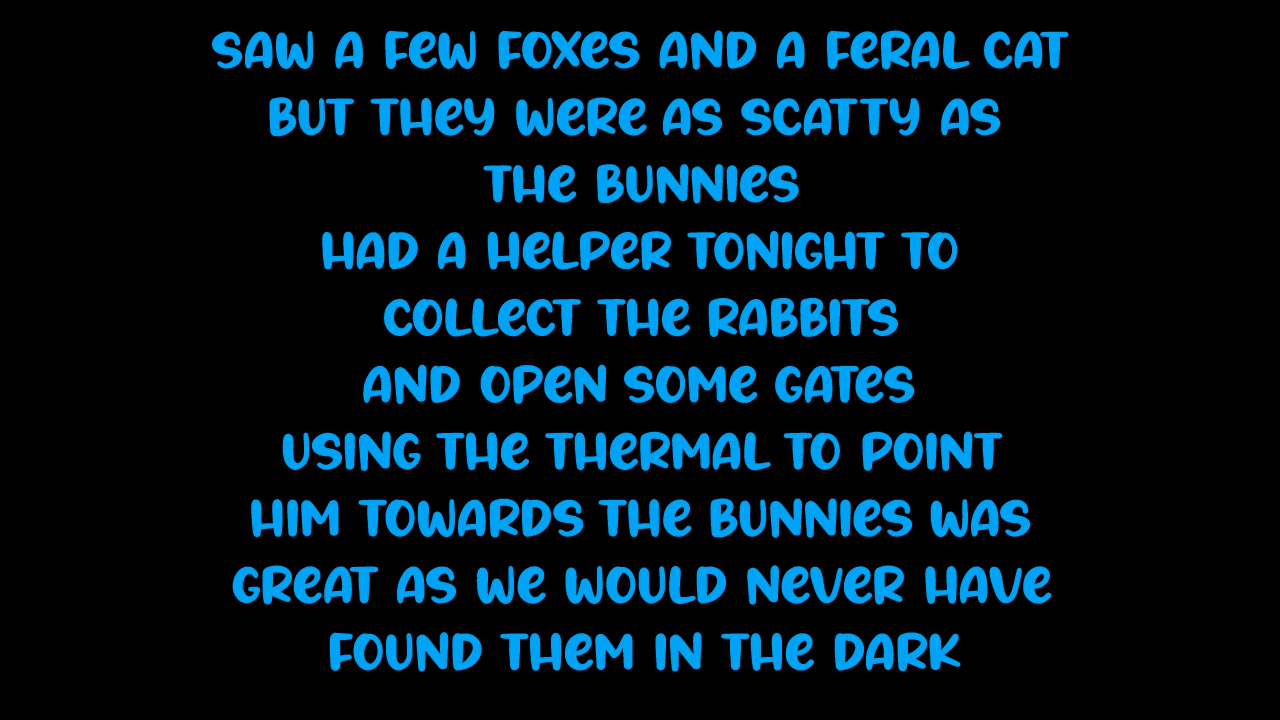 SAW A FEW FOXES AND A FERAL CAT
BUT THEY WERE AS SCATTY AS
THE BUNNIES
HAD A HELPER TONIGHT TO
COLLECT THE RABBITS
AND OPEN SOME GATES
USING THE THERMAL TO POINT
HIM TOWARDS THE BUNNIES WAS
GREAT AS WE WOULD NEVER HAVE
FOUND THEM IN THE DARK